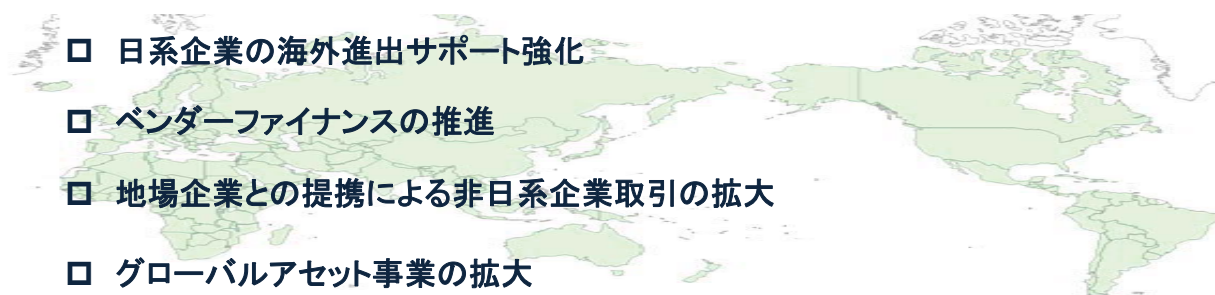 □ 日系企業の海外進出サポート強化
□ ベンダーファイナンスの推進
□ 地場企業との提携による非日系企業取引の拡大
□ グローバルアセット事業の拡大